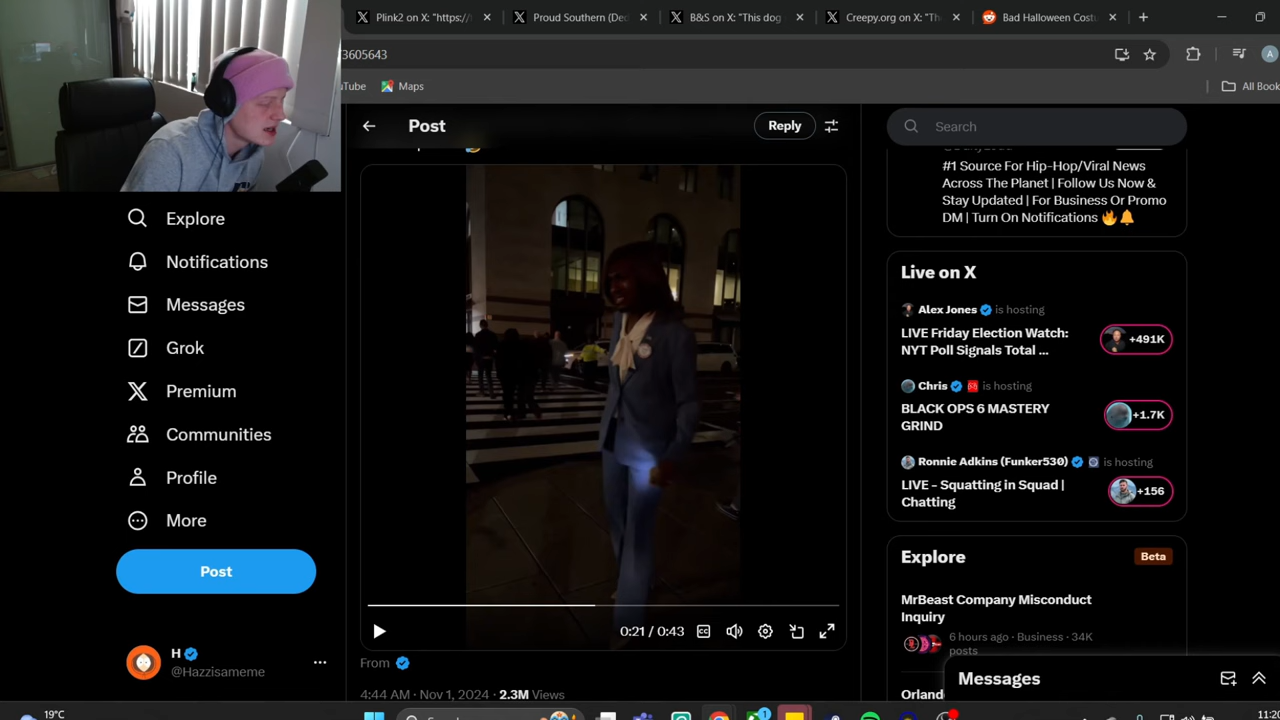 Plink2 on X: "https://
Proud Southern (Dec
B&S on X: "This dog
Creepy.org on X: "Th
Bad Halloween Costu
3605643
uTube
Maps
All Book
Post
Reply
Search
#1 Source For Hip-Hop/Viral News
Across The Planet | Follow Us Now &
Stay Updated | For Business Or Promo
DM | Turn On Notifications 🔥🔔
Explore
Notifications
Messages
Grok
Premium
Communities
Profile
More
Post
H
@Hazzisameme
0:21 / 0:43
From
4:44 AM · Nov 1, 2024 · 2.3M Views
Live on X
Alex Jones is hosting
LIVE Friday Election Watch:
NYT Poll Signals Total ...
+491K
Chris is hosting
BLACK OPS 6 MASTERY
GRIND
+1.7K
Ronnie Adkins (Funker530) is hosting
LIVE - Squatting in Squad |
Chatting
+156
Explore
Beta
MrBeast Company Misconduct
Inquiry
6 hours ago · Business · 34K
posts
Messages
Orland
19°C
11:20